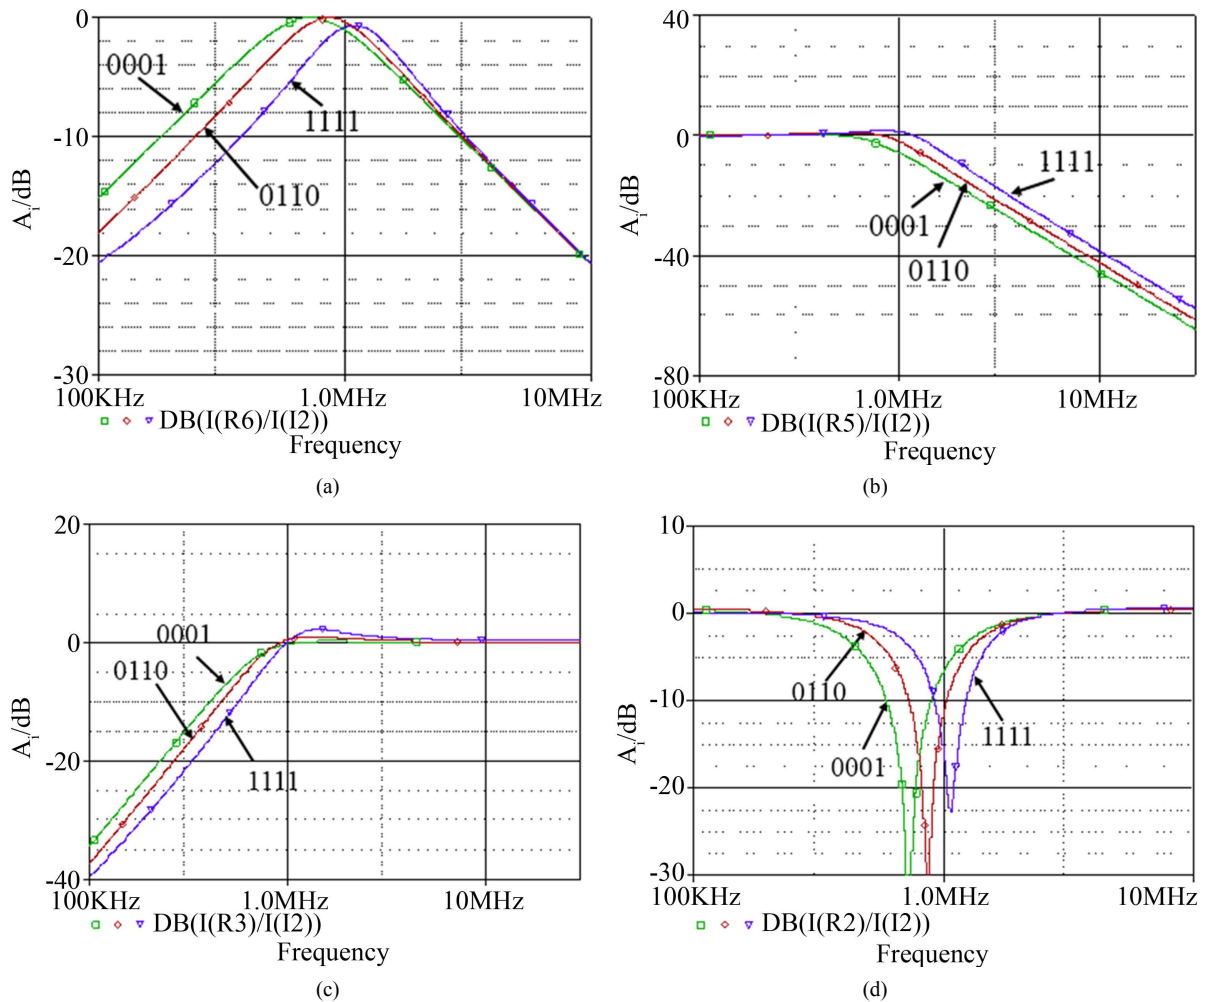 0
-10
-20
-30
A_i/dB
0001
1111
0110
100KHz 1.0MHz 10MHz
DB(I(R6)/I(I2))
Frequency
(a)
40
0
-40
-80
A_i/dB
1111
0001
0110
100KHz 1.0MHz 10MHz
DB(I(R5)/I(I2))
Frequency
(b)
20
0
-20
-40
A_i/dB
0001
0110
1111
100KHz 1.0MHz 10MHz
DB(I(R3)/I(I2))
Frequency
(c)
10
0
-10
-20
-30
A_i/dB
0110
0001
1111
100KHz 1.0MHz 10MHz
DB(I(R2)/I(I2))
Frequency
(d)